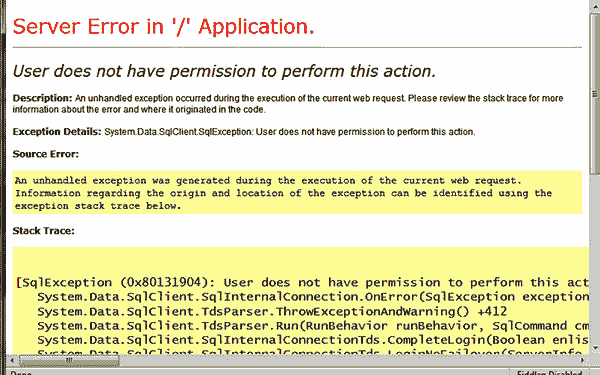 Server Error in '/' Application.
User does not have permission to perform this action.
Description: An unhandled exception occurred during the execution of the current web request. Please review the stack trace for more
information about the error and where it originated in the code.
Exception Details: System.Data.SqlClient.SqlException: User does not have permission to perform this action.
Source Error:
An unhandled exception was generated during the execution of the current web request.
Information regarding the origin and location of the exception can be identified using the
exception stack trace below.
Stack Trace:
[SqlException (0x80131904): User does not have permission to perform this act
System.Data.SqlClient.SqlInternalConnection.OnError(SqlException exception
System.Data.SqlClient.TdsParser.ThrowExceptionAndWarning() +412
System.Data.SqlClient.TdsParser.Run(RunBehavior runBehavior, SqlCommand cm
System.Data.SqlClient.SqlInternalConnectionTds.CompleteLogin(Boolean enlis
System.Data.SqlClient.SqlInternalConnectionTds.LoginNoFailover(ServerInfo
Done Fiddler: Disabled